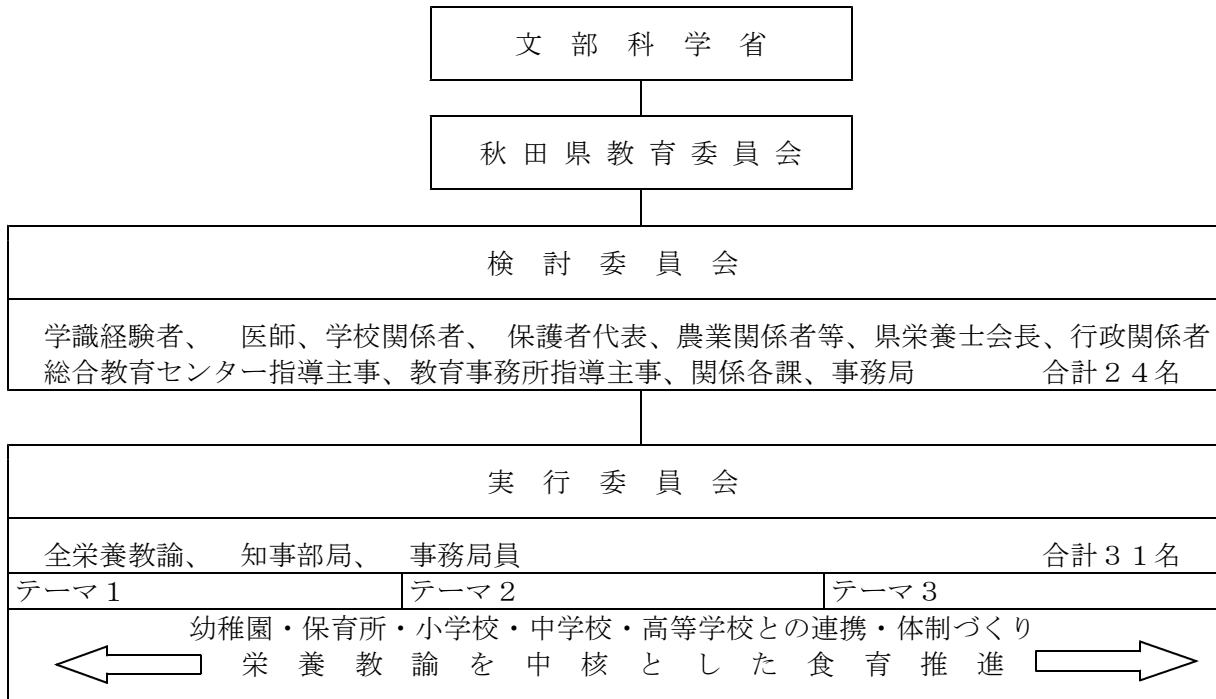 文部科学省
秋田県教育委員会
検討委員会
学識経験者、　医師、学校関係者、　保護者代表、農業関係者等、県栄養士会長、行政関係者
総合教育センター指導主事、教育事務所指導主事、関係各課、事務局　　　　合計２４名
実行委員会
全栄養教諭、　知事部局、　事務局員　　　　合計３１名
テーマ１　テーマ２　テーマ３
幼稚園・保育所・小学校・中学校・高等学校との連携・体制づくり
栄養教諭を中核とした食育推進